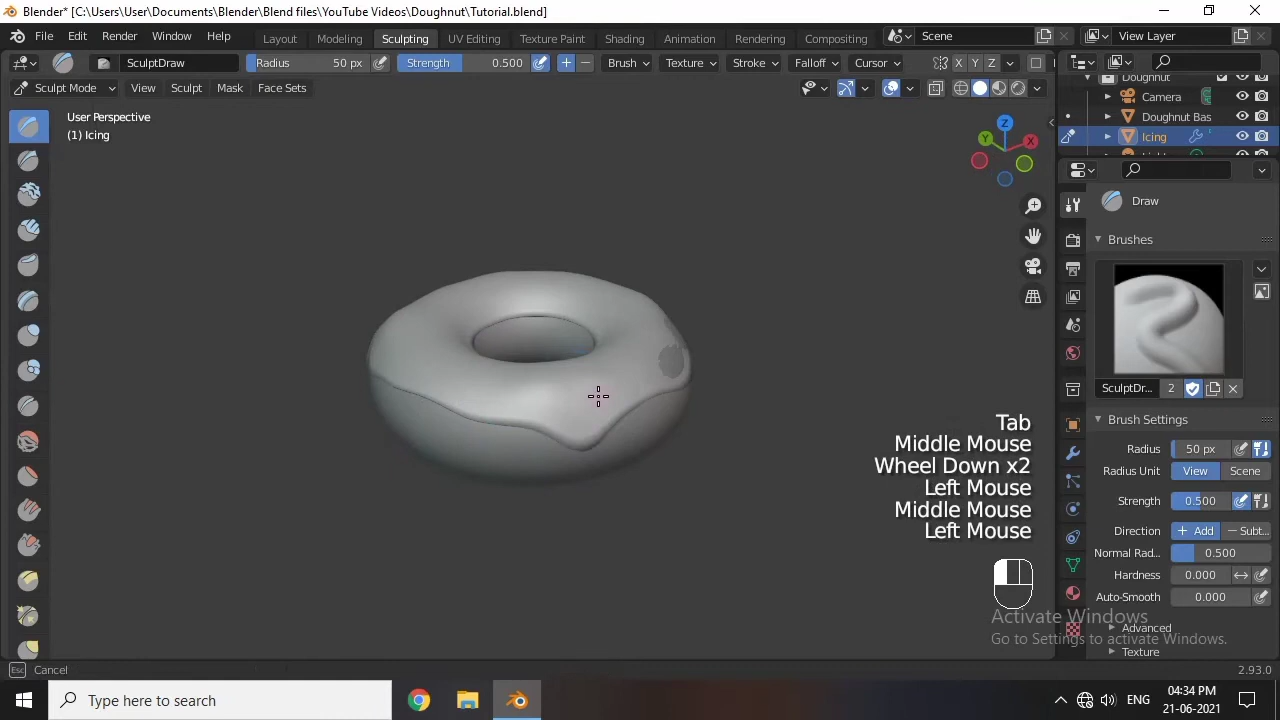 Blender* [C:\Users\User\Documents\Blender\Blend files\YouTube Videos\Doughnut\Tutorial.blend]
File Edit Render Window Help Layout Modeling Sculpting UV Editing Texture Paint Shading Animation Rendering Compositing Scene View Layer
SculptDraw Radius 50 px Strength 0.500 Brush Texture Stroke Falloff Cursor X Y Z
Sculpt Mode View Sculpt Mask Face Sets
Doughnut
Camera
Doughnut Bas
Icing
User Perspective
(1) Icing
Z
Y X
Draw
Brushes
SculptDr... 2
Brush Settings
Radius 50 px
Radius Unit View Scene
Strength 0.500
Direction + Add − Subt...
Normal Rad... 0.500
Hardness 0.000
Auto-Smooth 0.000
Advanced
Texture
Tab
Middle Mouse
Wheel Down x2
Left Mouse
Middle Mouse
Left Mouse
Activate Windows
Go to Settings to activate Windows.
Esc Cancel 2.93.0
Type here to search
ENG
04:34 PM
21-06-2021